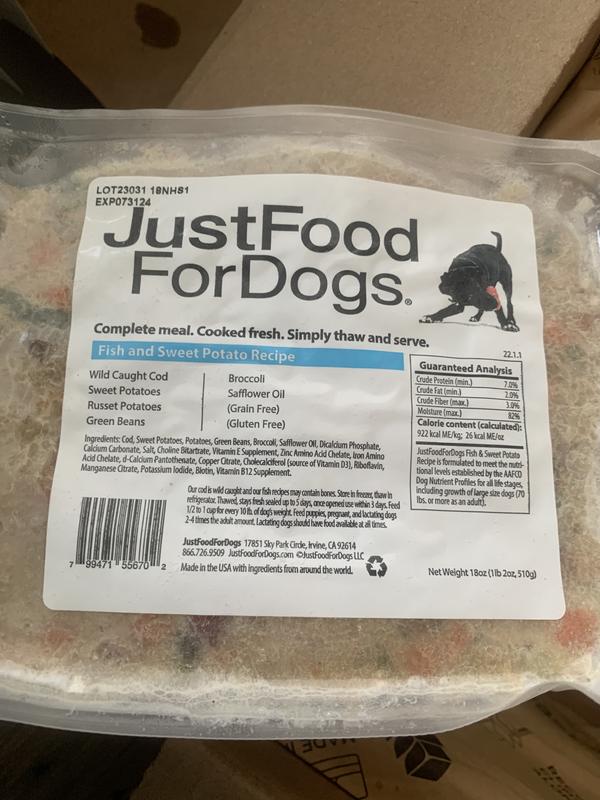 LOT23031 18NHS1
EXP073124
JustFood
ForDogs®
Complete meal. Cooked fresh. Simply thaw and serve.
Fish and Sweet Potato Recipe
Wild Caught Cod
Sweet Potatoes
Russet Potatoes
Green Beans
Broccoli
Safflower Oil
(Grain Free)
(Gluten Free)
22.1.1
Guaranteed Analysis
Crude Protein (min.) 7.0%
Crude Fat (min.) 2.0%
Crude Fiber (max.) 3.0%
Moisture (max.) 82%
Calorie content (calculated):
922 kcal ME/kg; 26 kcal ME/oz
JustFoodForDogs Fish & Sweet Potato
Recipe is formulated to meet the nutri-
tional levels established by the AAFCO
Dog Nutrient Profiles for all life stages,
including growth of large size dogs (70
lbs. or more as an adult).
Ingredients: Cod, Sweet Potatoes, Potatoes, Green Beans, Broccoli, Safflower Oil, Dicalcium Phosphate,
Calcium Carbonate, Salt, Choline Bitartrate, Vitamin E Supplement, Zinc Amino Acid Chelate, Iron Amino
Acid Chelate, d-Calcium Pantothenate, Copper Citrate, Cholecalciferol (source of Vitamin D3), Riboflavin,
Manganese Citrate, Potassium Iodide, Biotin, Vitamin B12 Supplement.
Our cod is wild caught and our fish recipes may contain bones. Store in freezer, thaw in
refrigerator. Thawed, stays fresh sealed up to 5 days, once opened use within 3 days. Feed
1/2 to 1 cup for every 10 lb. of dog's weight. Feed puppies, pregnant, and lactating dogs
2-4 times the adult amount. Lactating dogs should have food available at all times.
JustFoodForDogs 17851 Sky Park Circle, Irvine, CA 92614
866.726.9509 JustFoodForDogs.com ©JustFoodForDogs LLC
Made in the USA with ingredients from around the world.
7 99471 55670 2
Net Weight 18oz (1lb 2oz, 510g)